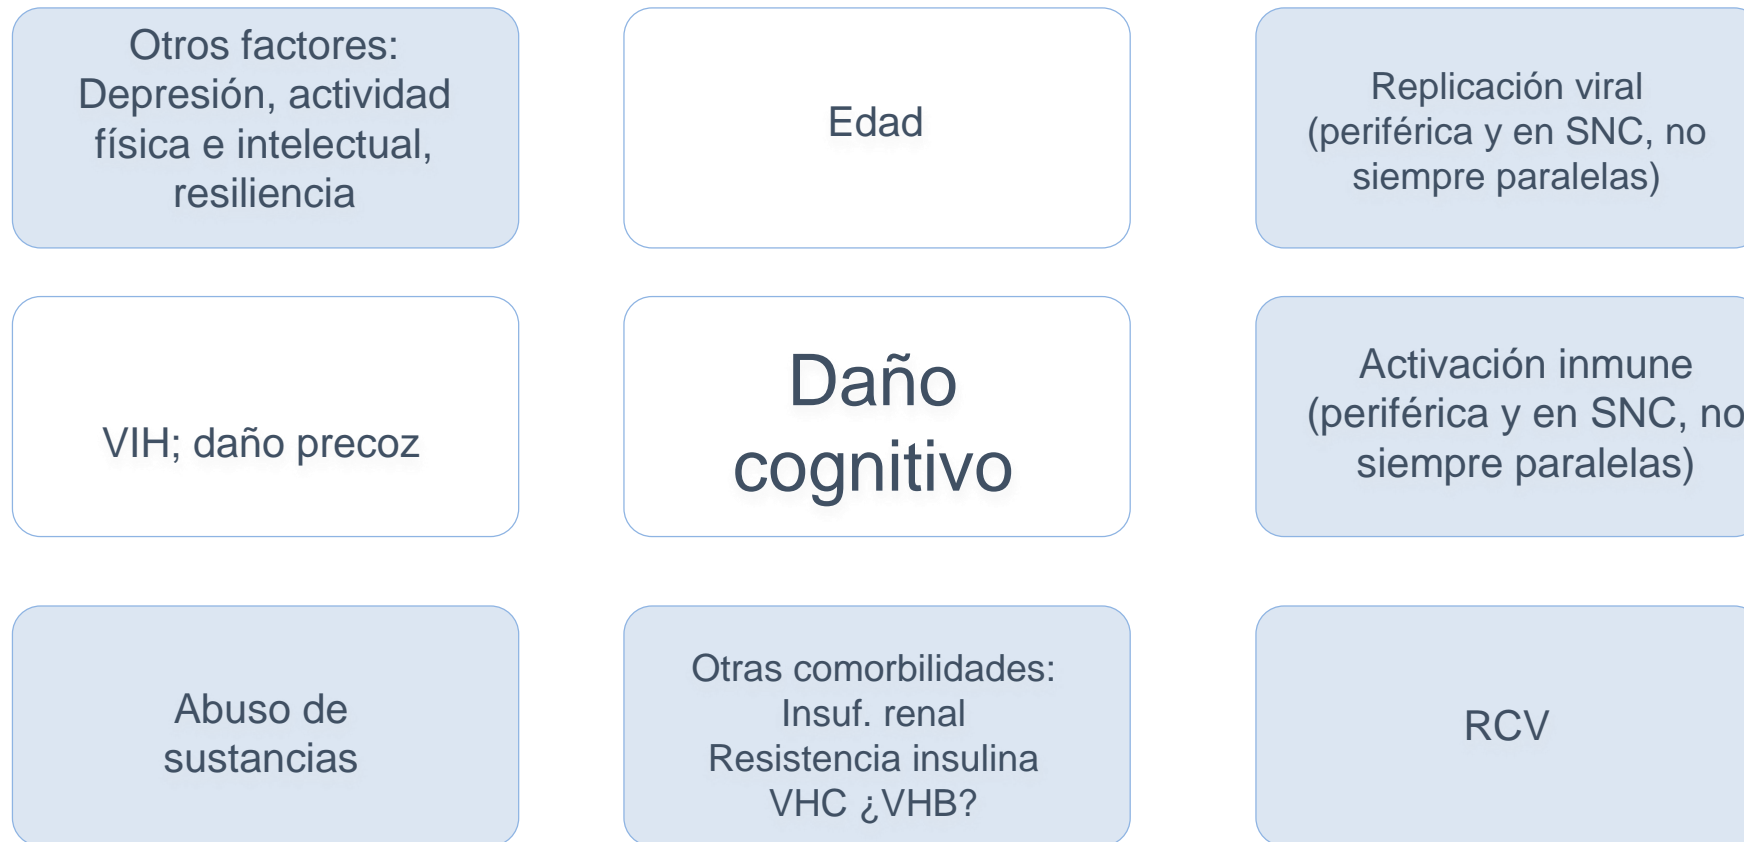 Otros factores:
Depresión, actividad
física e intelectual,
resiliencia
Edad
Replicación viral
(periférica y en SNC, no
siempre paralelas)
VIH; daño precoz
Daño
cognitivo
Activación inmune
(periférica y en SNC, no
siempre paralelas)
Abuso de
sustancias
Otras comorbilidades:
Insuf. renal
Resistencia insulina
VHC ¿VHB?
RCV